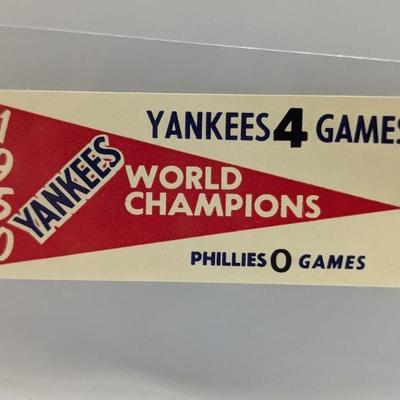 1950
YANKEES
WORLD
CHAMPIONS
YANKEES 4 GAMES
PHILLIES 0 GAMES